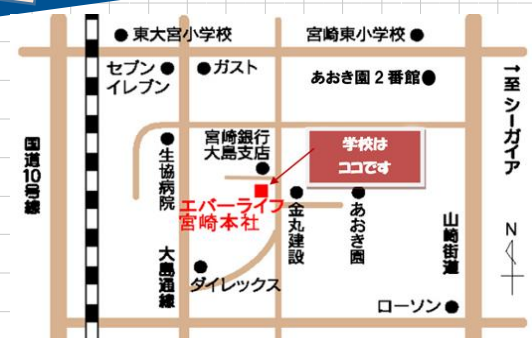 東大宮小学校
宮崎東小学校
セブン
イレブン
ガスト
あおき園2番館
↑至 シーガイア
国道10号線
生協病院
宮崎銀行
大島支店
学校は
ココです
エバーライフ
宮崎本社
金丸建設
あおき園
山崎街道
N
大島通線
ダイレックス
ローソン